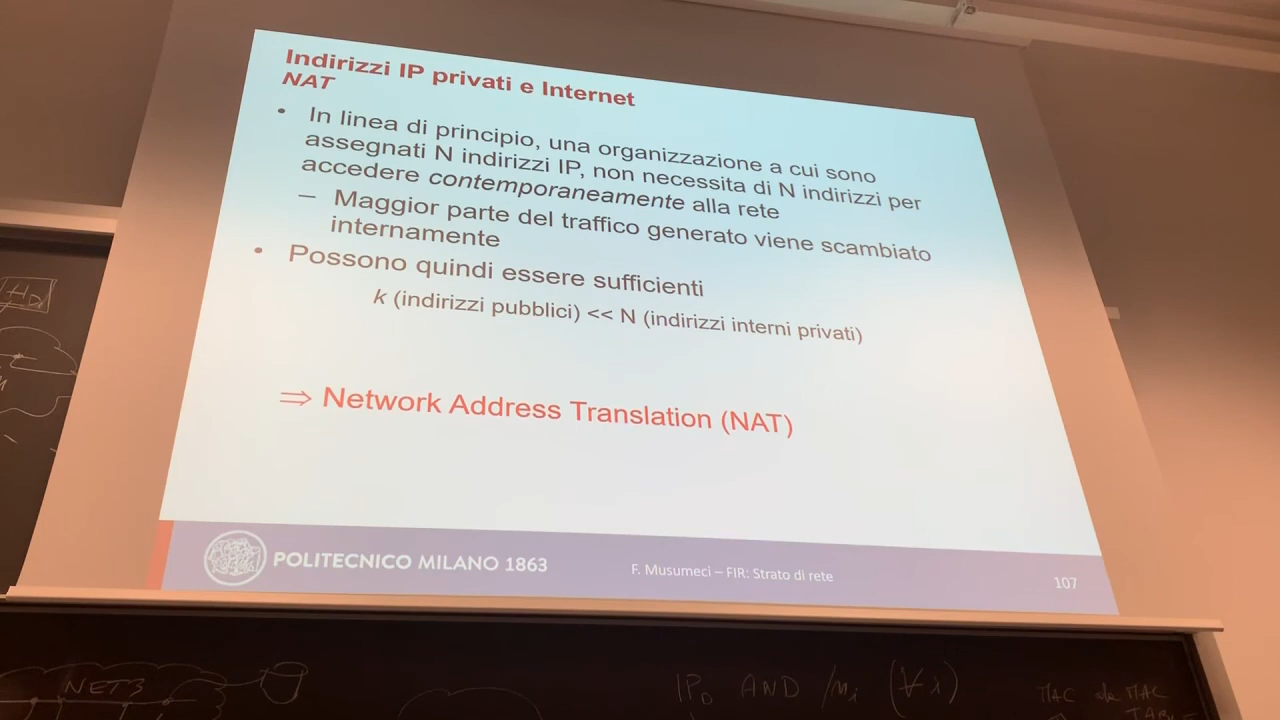 Indirizzi IP privati e Internet
NAT
• In linea di principio, una organizzazione a cui sono
assegnati N indirizzi IP, non necessita di N indirizzi per
accedere contemporaneamente alla rete
– Maggior parte del traffico generato viene scambiato
internamente
• Possono quindi essere sufficienti
k (indirizzi pubblici) << N (indirizzi interni privati)
⇒ Network Address Translation (NAT)
POLITECNICO MILANO 1863
F. Musumeci – FIR: Strato di rete
107
NET3
IP_D AND /m_i (∀i)
MAC
MAC